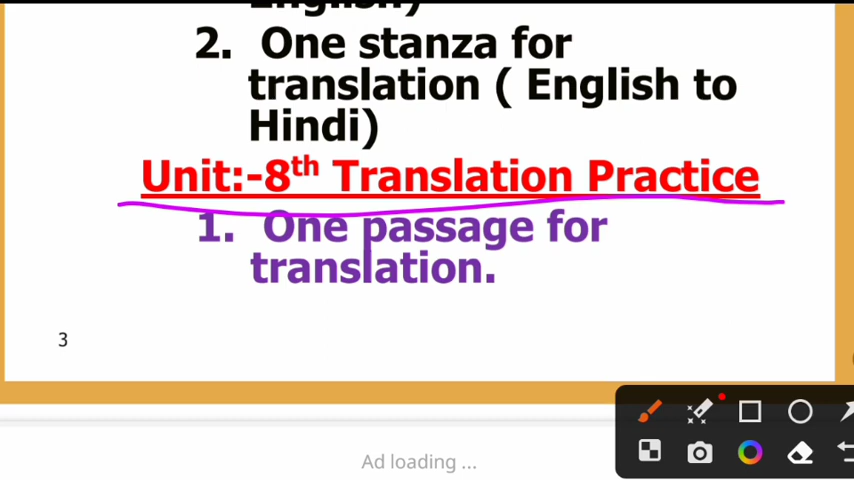 English)
2. One stanza for
translation ( English to
Hindi)
Unit:-8th Translation Practice
1. One passage for
translation.
3
Ad loading ...